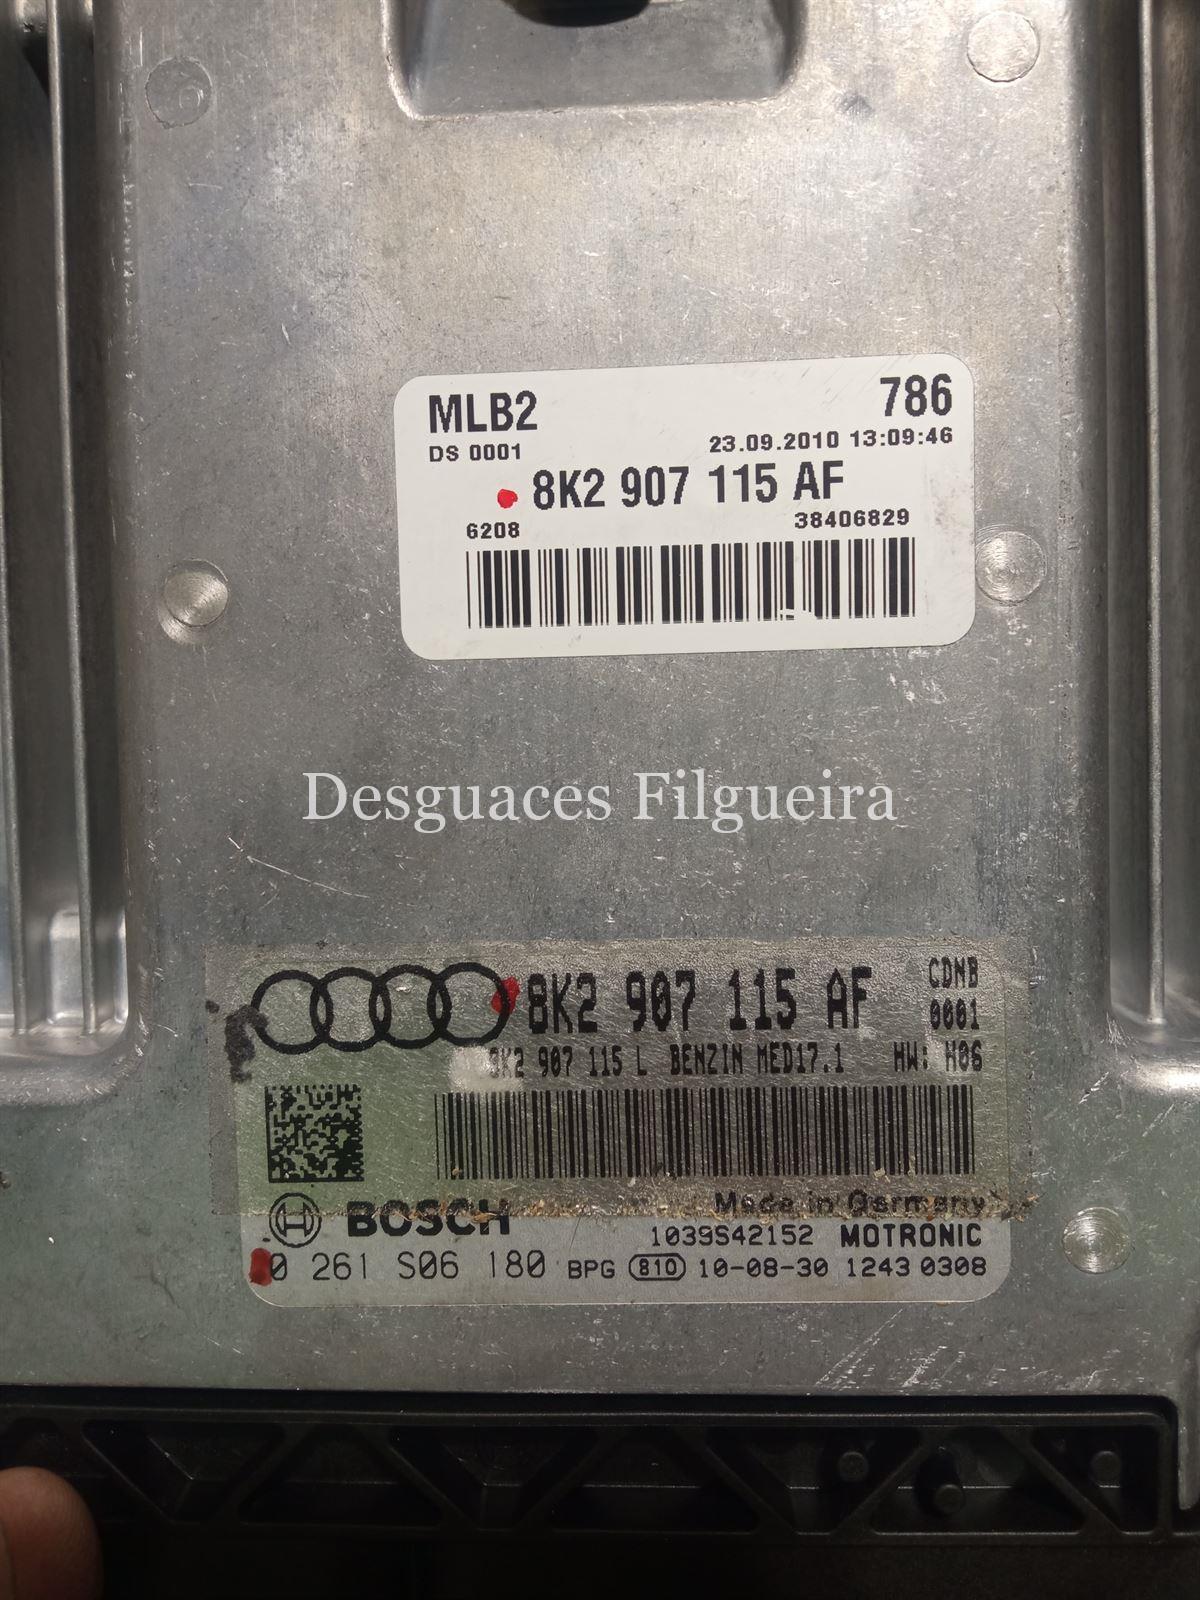 MLB2 786
DS 0001 23.09.2010 13:09:46
8K2 907 115 AF
6208 38406829
Desguaces Filgueira
8K2 907 115 AF CDNB
0001
8K2 907 115 L BENZIN MED17.1 HW: H06
BOSCH Made in Germany
1039S42152 MOTRONIC
0 261 S06 180 BPG 810 10-08-30 1243 0308